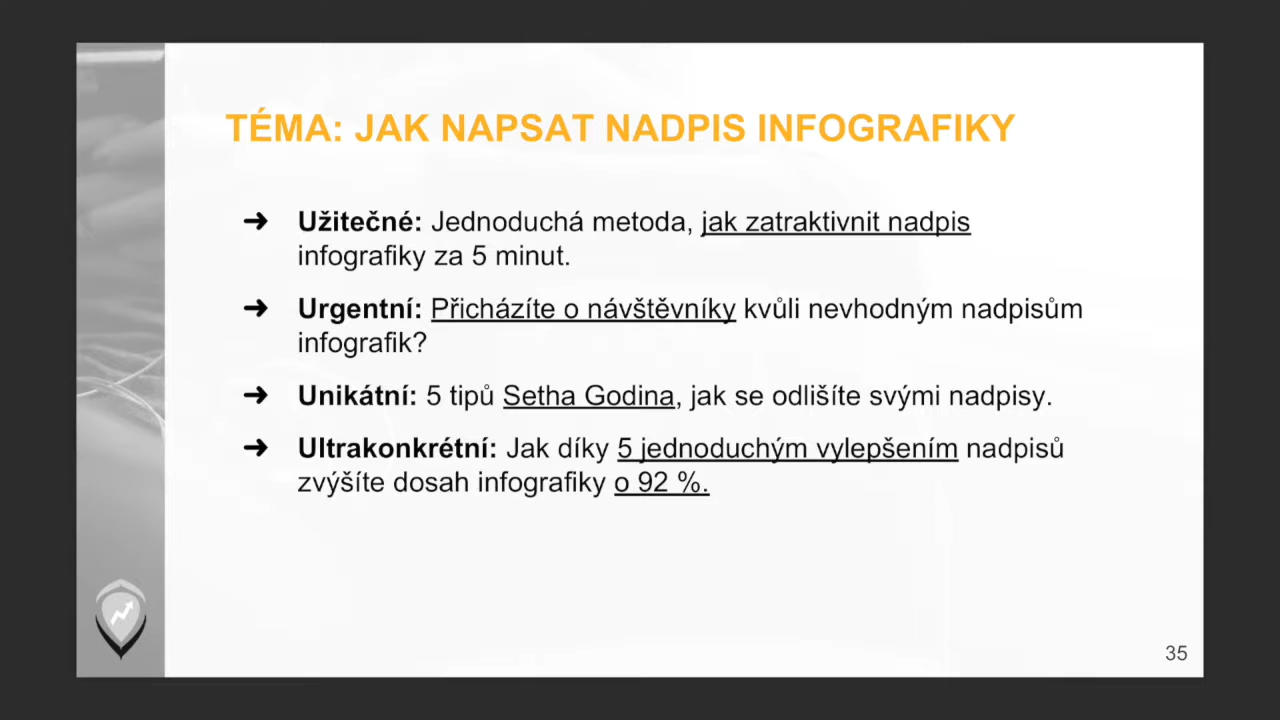 TÉMA: JAK NAPSAT NADPIS INFOGRAFIKY
➜ Užitečné: Jednoduchá metoda, jak zatraktivnit nadpis
infografiky za 5 minut.
➜ Urgentní: Přicházíte o návštěvníky kvůli nevhodným nadpisům
infografik?
➜ Unikátní: 5 tipů Setha Godina, jak se odlišíte svými nadpisy.
➜ Ultrakonkrétní: Jak díky 5 jednoduchým vylepšením nadpisů
zvýšíte dosah infografiky o 92 %.
35